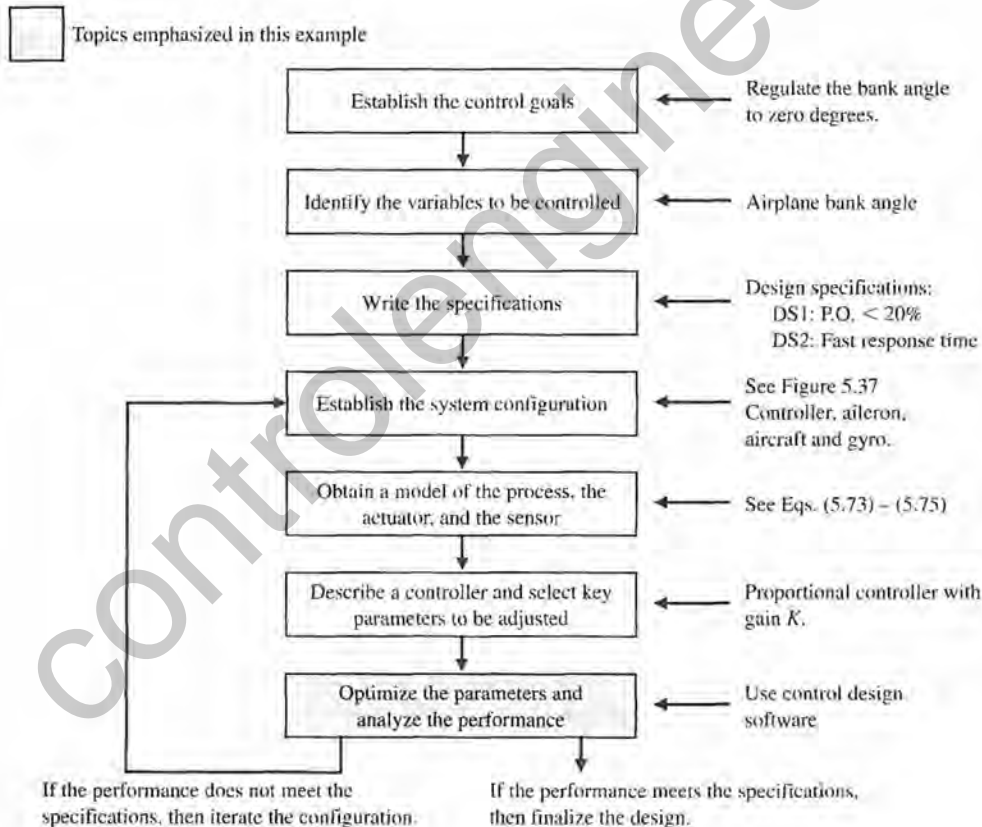 Topics emphasized in this example
Establish the control goals
Regulate the bank angle
to zero degrees.
Identify the variables to be controlled
Airplane bank angle
Write the specifications
Design specifications:
DS1: P.O. < 20%
DS2: Fast response time
Establish the system configuration
See Figure 5.37
Controller, aileron,
aircraft and gyro.
Obtain a model of the process, the
actuator, and the sensor
See Eqs. (5.73) – (5.75)
Describe a controller and select key
parameters to be adjusted
Proportional controller with
gain K.
Optimize the parameters and
analyze the performance
Use control design
software
If the performance does not meet the
specifications, then iterate the configuration.
If the performance meets the specifications,
then finalize the design.
controlengine